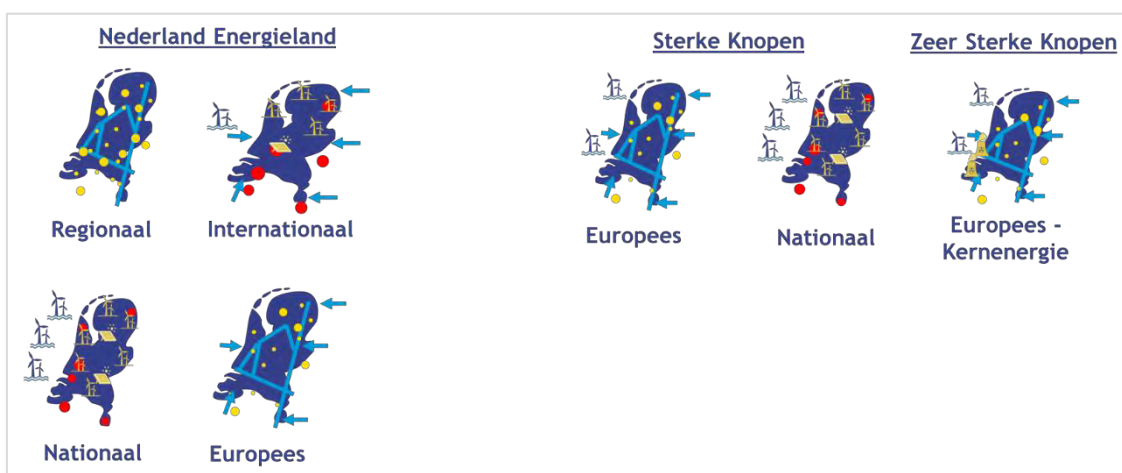 Nederland Energieland
Sterke Knopen
Zeer Sterke Knopen
Regionaal
Internationaal
Europees
Nationaal
Europees -
Kernenergie
Nationaal
Europees